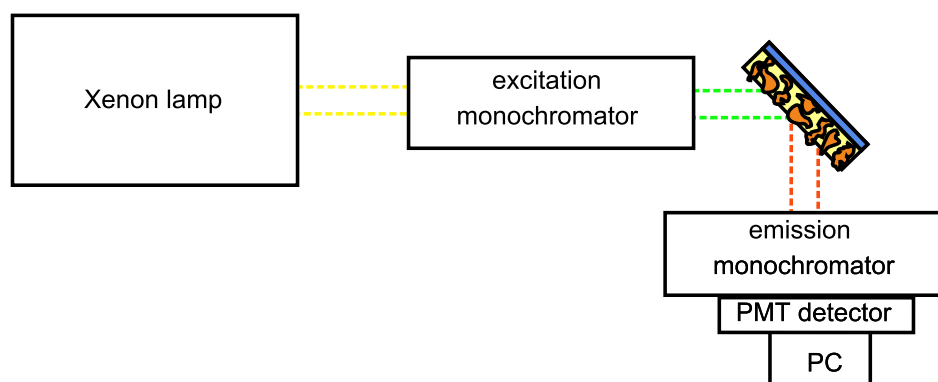 Xenon lamp
excitation
monochromator
emission
monochromator
PMT detector
PC